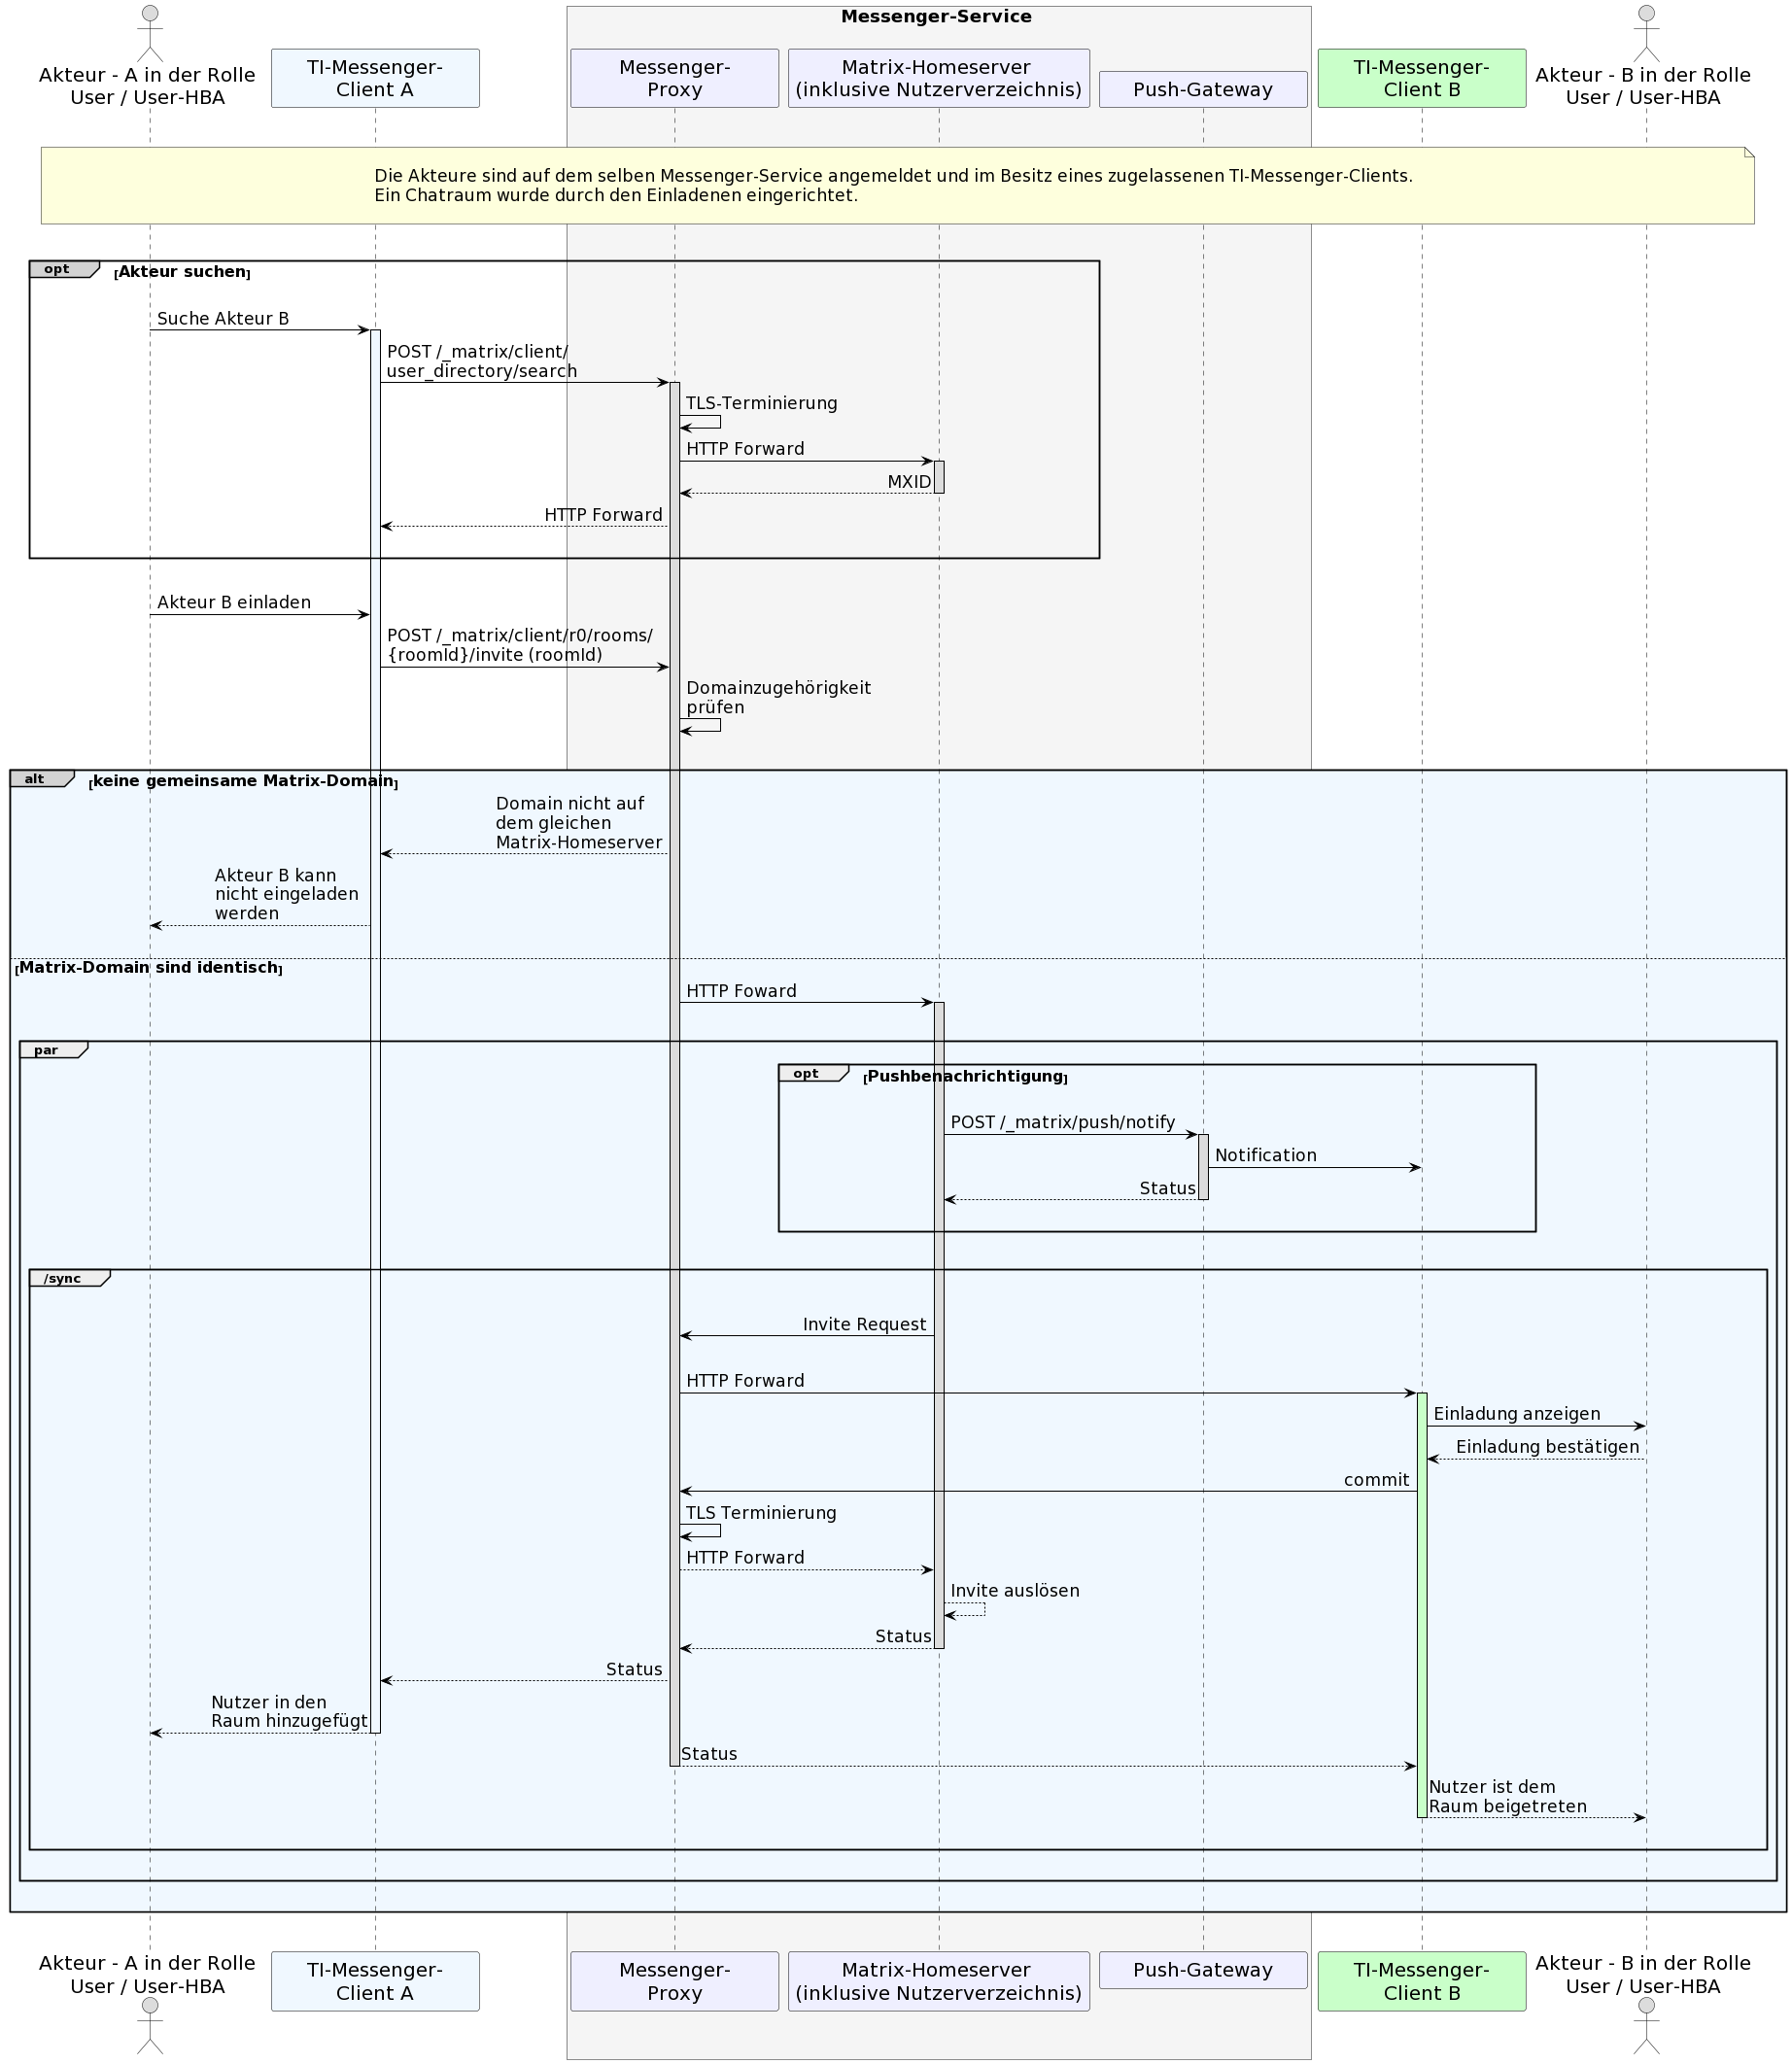 Messenger-Service
Akteur - A in der Rolle
User / User-HBA
TI-Messenger-
Client A
Messenger-
Proxy
Matrix-Homeserver
(inklusive Nutzerverzeichnis)
Push-Gateway
TI-Messenger-
Client B
Akteur - B in der Rolle
User / User-HBA
Die Akteure sind auf dem selben Messenger-Service angemeldet und im Besitz eines zugelassenen TI-Messenger-Clients.
Ein Chatraum wurde durch den Einladenen eingerichtet.
opt [Akteur suchen]
Suche Akteur B
POST /_matrix/client/
user_directory/search
TLS-Terminierung
HTTP Forward
MXID
HTTP Forward
Akteur B einladen
POST /_matrix/client/r0/rooms/
{roomId}/invite (roomId)
Domainzugehörigkeit
prüfen
alt [keine gemeinsame Matrix-Domain]
Domain nicht auf
dem gleichen
Matrix-Homeserver
Akteur B kann
nicht eingeladen
werden
[Matrix-Domain sind identisch]
HTTP Foward
par
opt [Pushbenachrichtigung]
POST /_matrix/push/notify
Notification
Status
/sync
Invite Request
HTTP Forward
Einladung anzeigen
Einladung bestätigen
commit
TLS Terminierung
HTTP Forward
Invite auslösen
Status
Status
Nutzer in den
Raum hinzugefügt
Status
Nutzer ist dem
Raum beigetreten
Akteur - A in der Rolle
User / User-HBA
TI-Messenger-
Client A
Messenger-
Proxy
Matrix-Homeserver
(inklusive Nutzerverzeichnis)
Push-Gateway
TI-Messenger-
Client B
Akteur - B in der Rolle
User / User-HBA